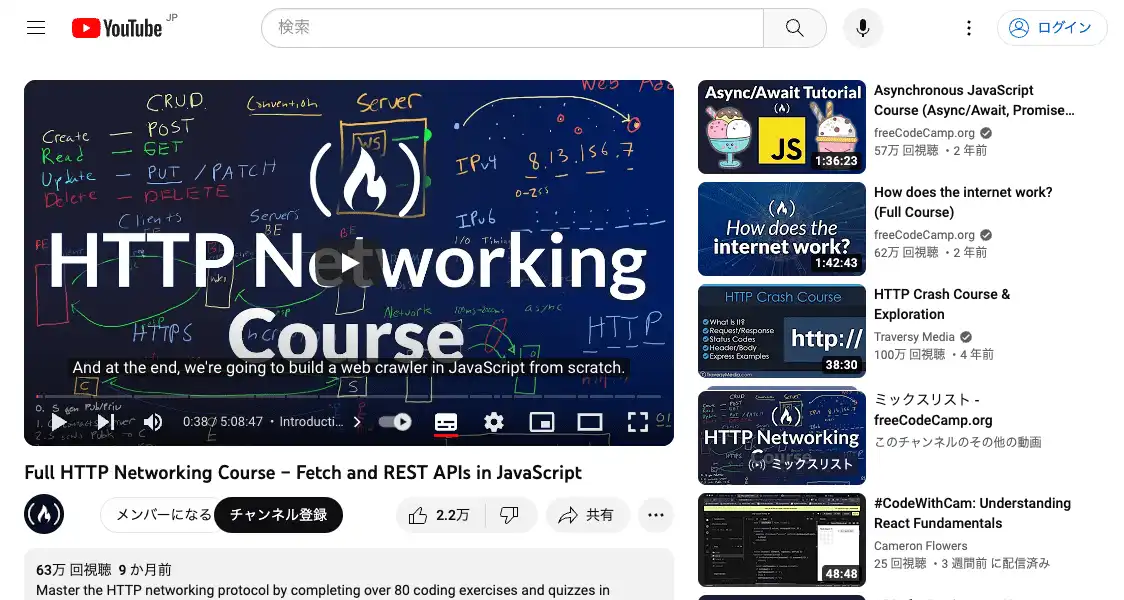 YouTube JP
検索
ログイン
CRUD
Convention
Server
Web
Create — POST
Read — GET
Update — PUT / PATCH
Delete — DELETE
WS
IPv4
8.13.156.7
0-255
IPv6
Clients
FE
Servers
BE
BE
HTTP Networking
Course
HTTPS
Network
async
HTTP
And at the end, we're going to build a web crawler in JavaScript from scratch.
C
S
0:38 / 5:08:47 • Introducti...
Full HTTP Networking Course – Fetch and REST APIs in JavaScript
メンバーになる
チャンネル登録
2.2万
共有
63万 回視聴 9 か月前
Master the HTTP networking protocol by completing over 80 coding exercises and quizzes in
Async/Await Tutorial
JS
1:36:23
Asynchronous JavaScript
Course (Async/Await, Promise...
freeCodeCamp.org
57万 回視聴 • 2 年前
How does the
internet work?
1:42:43
How does the internet work?
(Full Course)
freeCodeCamp.org
62万 回視聴 • 2 年前
HTTP Crash Course
What Is It?
Request/Response
Status Codes
Header/Body
Express Examples
http://
TraversyMedia.com
38:30
HTTP Crash Course &
Exploration
Traversy Media
100万 回視聴 • 4 年前
HTTP Networking
Course
ミックスリスト
ミックスリスト -
freeCodeCamp.org
このチャンネルのその他の動画
48:48
#CodeWithCam: Understanding
React Fundamentals
Cameron Flowers
25 回視聴 • 3 週間前 に配信済み